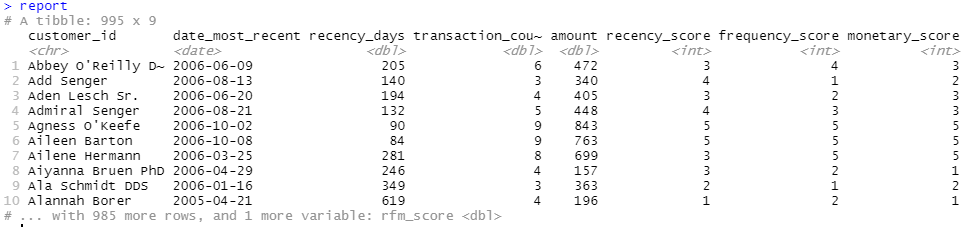 > report
# A tibble: 995 x 9
customer_id date_most_recent recency_days transaction_cou~ amount recency_score frequency_score monetary_score
<chr> <date> <dbl> <dbl> <dbl> <int> <int> <int>
1 Abbey O'Reilly D~ 2006-06-09 205 6 472 3 4 3
2 Add Senger 2006-08-13 140 3 340 4 1 2
3 Aden Lesch Sr. 2006-06-20 194 4 405 3 2 3
4 Admiral Senger 2006-08-21 132 5 448 4 3 3
5 Agness O'Keefe 2006-10-02 90 9 843 5 5 5
6 Aileen Barton 2006-10-08 84 9 763 5 5 5
7 Ailene Hermann 2006-03-25 281 8 699 3 5 5
8 Aiyanna Bruen PhD 2006-04-29 246 4 157 3 2 1
9 Ala Schmidt DDS 2006-01-16 349 3 363 2 1 2
10 Alannah Borer 2005-04-21 619 4 196 1 2 1
# ... with 985 more rows, and 1 more variable: rfm_score <dbl>